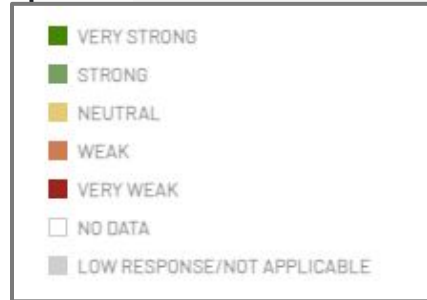 VERY STRONG
STRONG
NEUTRAL
WEAK
VERY WEAK
NO DATA
LOW RESPONSE/NOT APPLICABLE